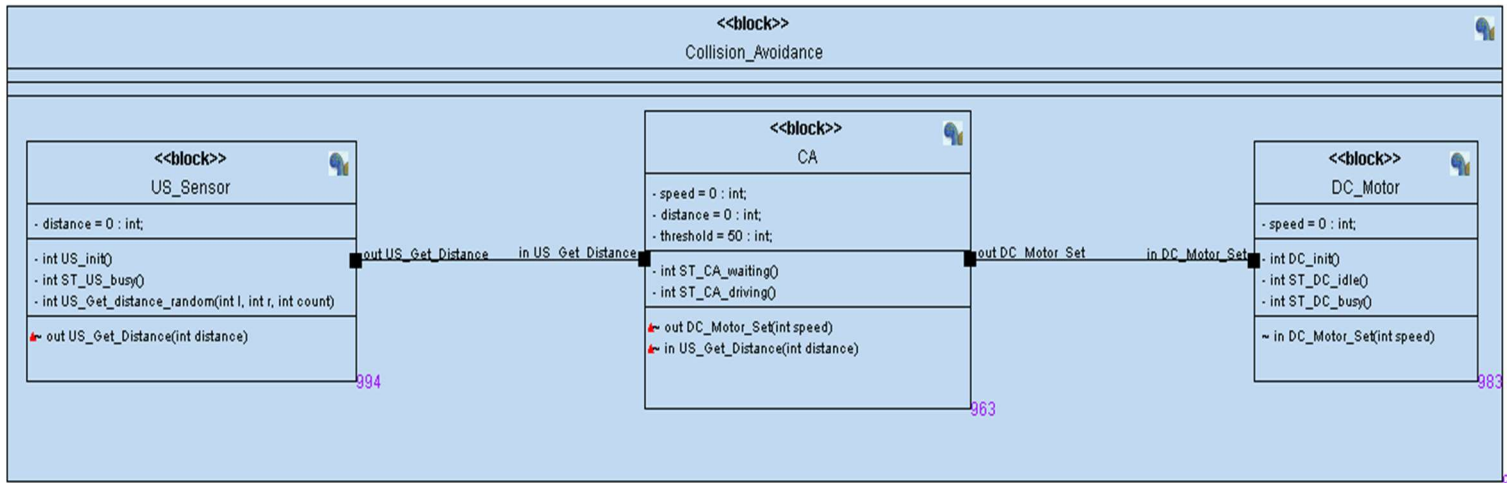 <<block>>
Collision_Avoidance
<<block>>
US_Sensor
- distance = 0 : int;
- int US_init()
- int ST_US_busy()
- int US_Get_distance_random(int l, int r, int count)
~ out US_Get_Distance(int distance)
994
out US_Get_Distance
in US_Get_Distance
<<block>>
CA
- speed = 0 : int;
- distance = 0 : int;
- threshold = 50 : int;
- int ST_CA_waiting()
- int ST_CA_driving()
~ out DC_Motor_Set(int speed)
~ in US_Get_Distance(int distance)
963
out DC_Motor_Set
in DC_Motor_Set
<<block>>
DC_Motor
- speed = 0 : int;
- int DC_init()
- int ST_DC_idle()
- int ST_DC_busy()
~ in DC_Motor_Set(int speed)
983